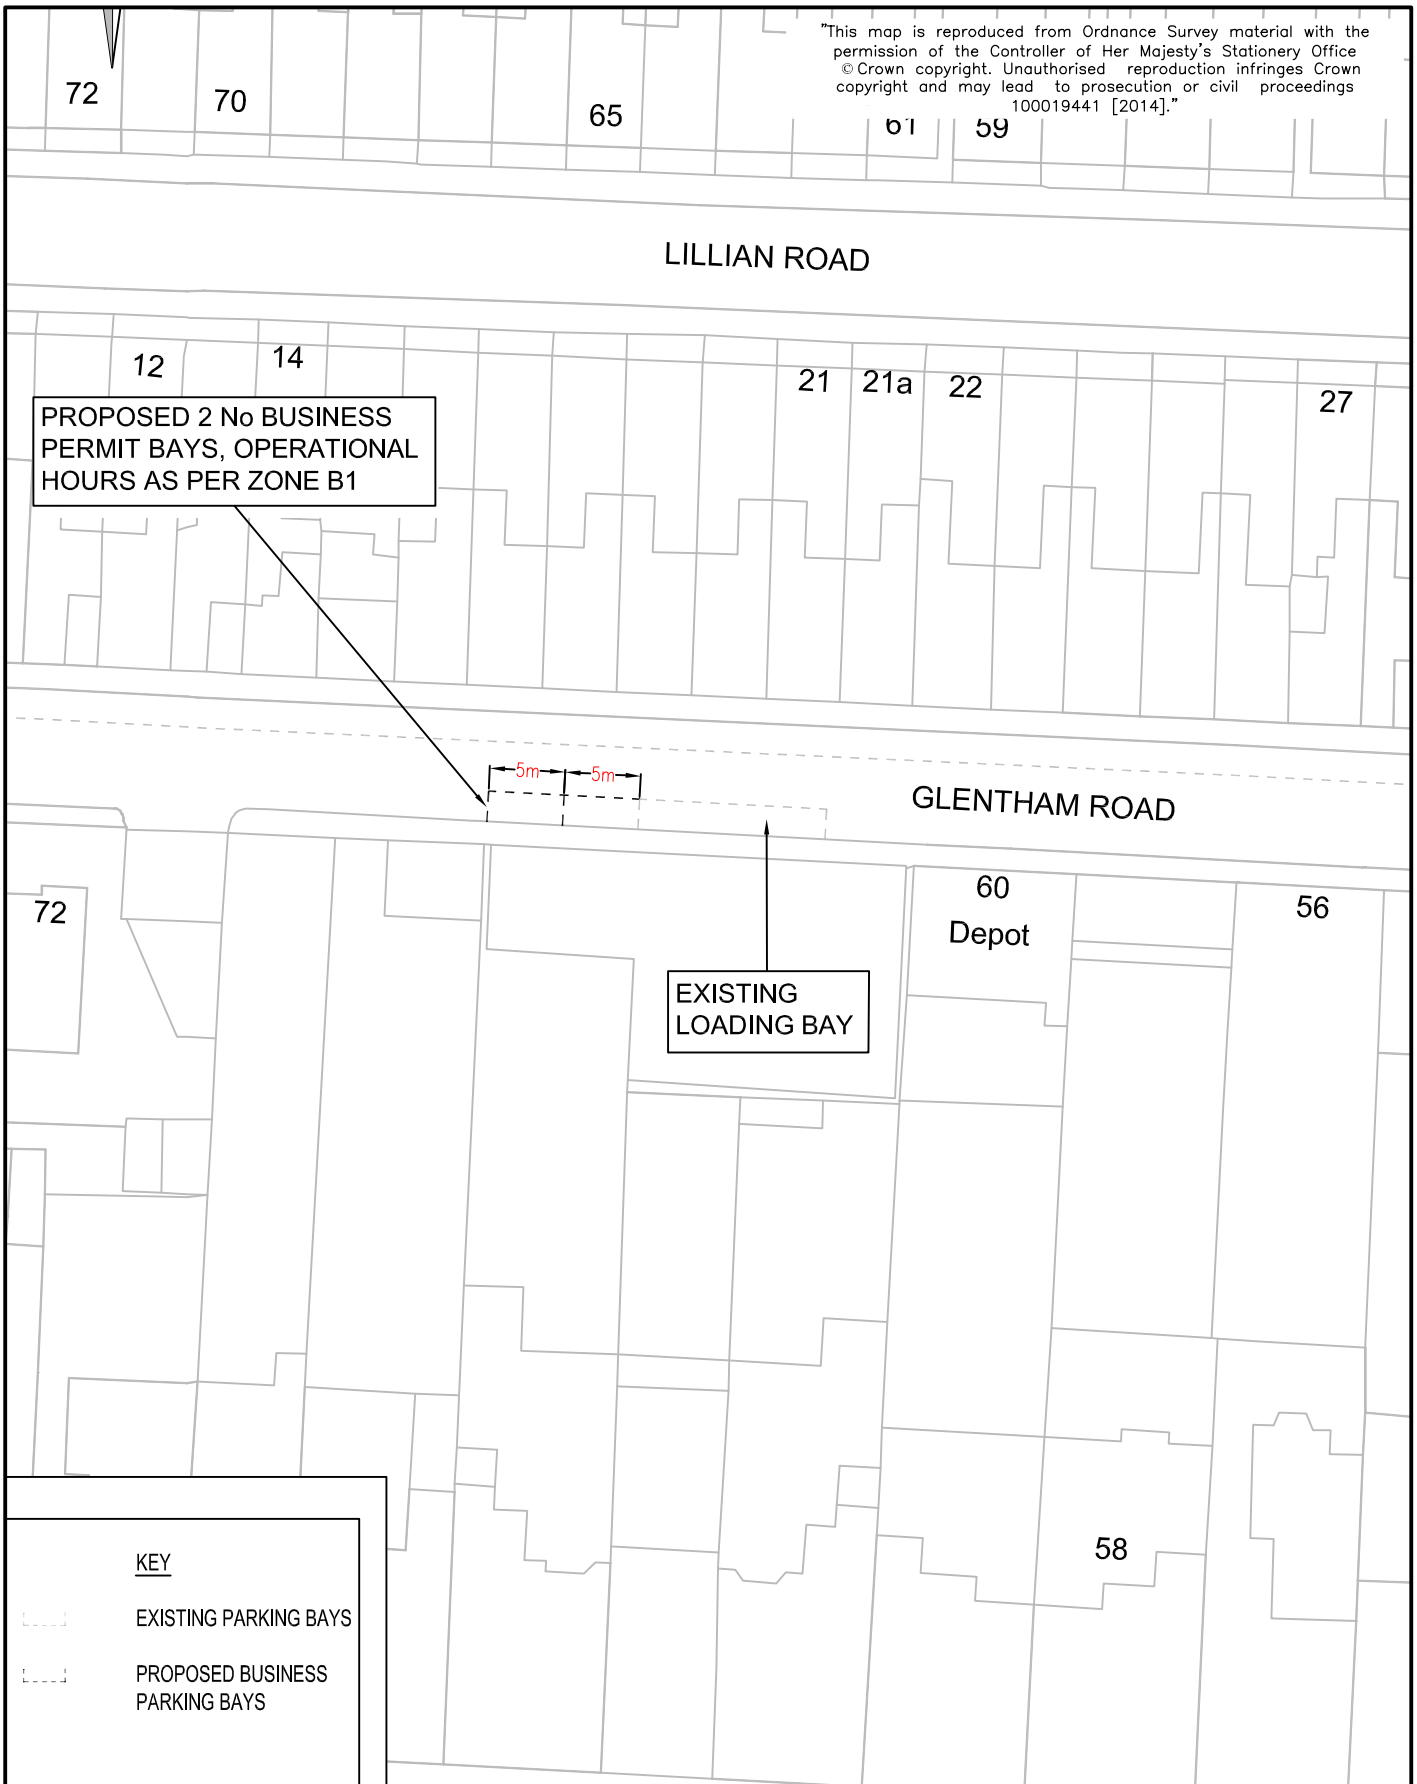 "This map is reproduced from Ordnance Survey material with the
permission of the Controller of Her Majesty's Stationery Office
© Crown copyright. Unauthorised reproduction infringes Crown
copyright and may lead to prosecution or civil proceedings
100019441 [2014]."
72
70
65
61
59
LILLIAN ROAD
12
14
21
21a
22
27
PROPOSED 2 No BUSINESS
PERMIT BAYS, OPERATIONAL
HOURS AS PER ZONE B1
5m
5m
GLENTHAM ROAD
72
60
Depot
56
EXISTING
LOADING BAY
58
KEY
EXISTING PARKING BAYS
PROPOSED BUSINESS
PARKING BAYS